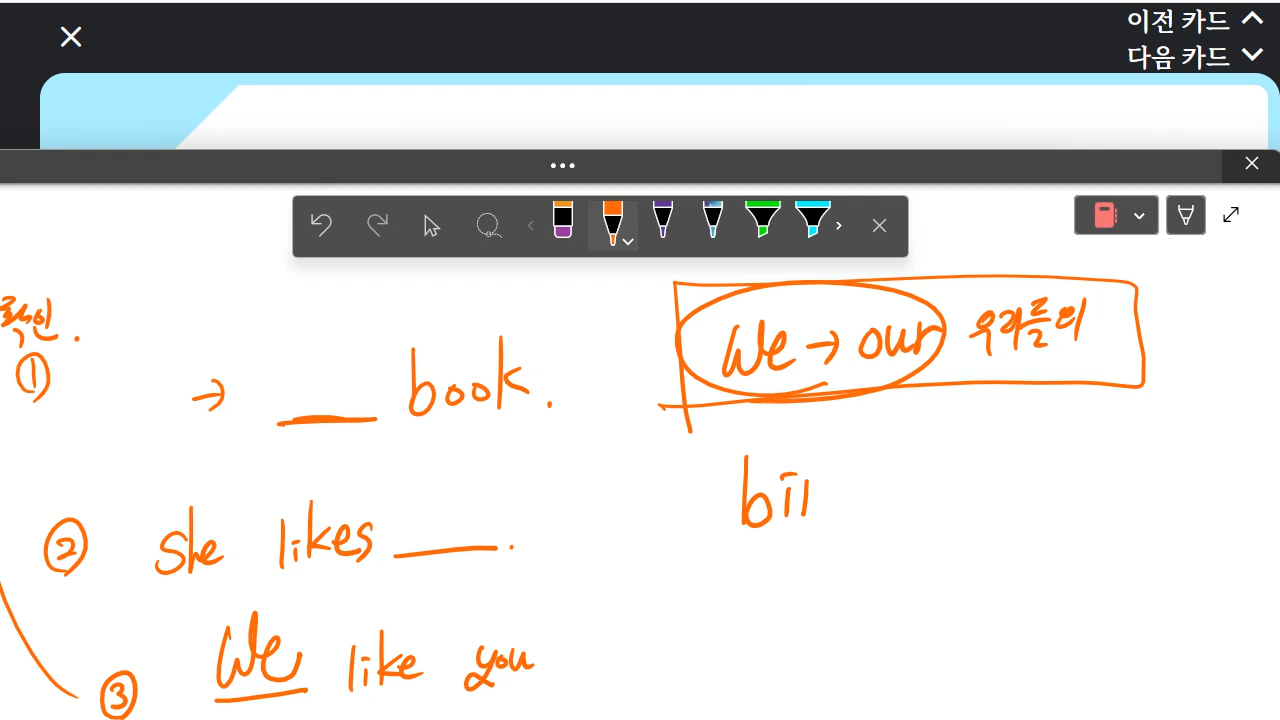 이전 카드
다음 카드
확인.
① → ___ book.
We → our 우리들의
② She likes ___.
③ We like you